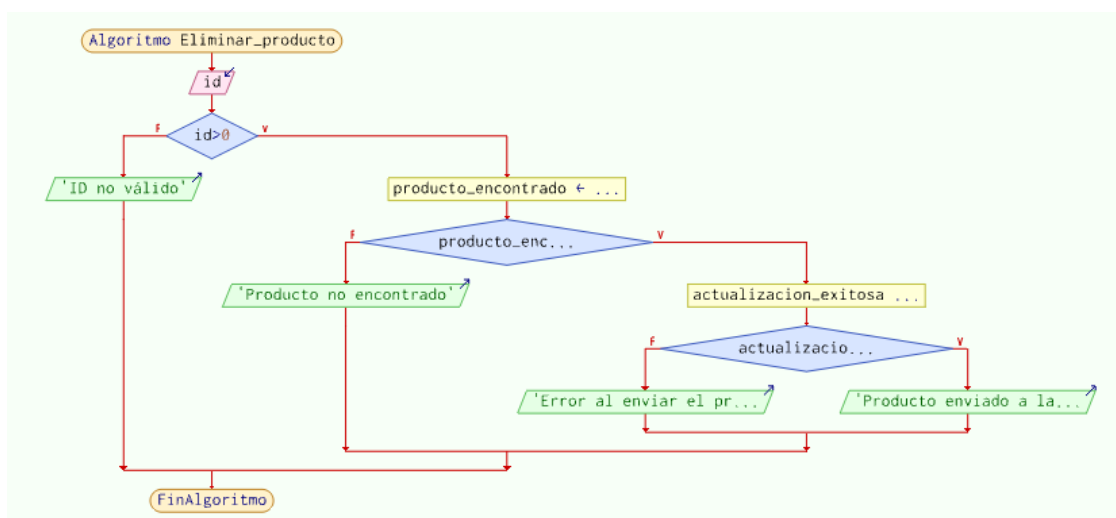 Algoritmo Eliminar_producto
id
id>0
F
V
'ID no válido'
producto_encontrado ← ...
F
producto_enc...
V
'Producto no encontrado'
actualizacion_exitosa ...
F
actualizacio...
V
'Error al enviar el pr...
'Producto enviado a la...
FinAlgoritmo